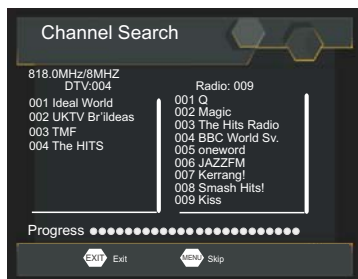 Channel Search
818.0MHz/8MHZ
DTV:004
001 Ideal World
002 UKTV Br'ildeas
003 TMF
004 The HITS
Radio: 009
001 Q
002 Magic
003 The Hits Radio
004 BBC World Sv.
005 oneword
006 JAZZFM
007 Kerrang!
008 Smash Hits!
009 Kiss
Progress
EXIT Exit
MENU Skip